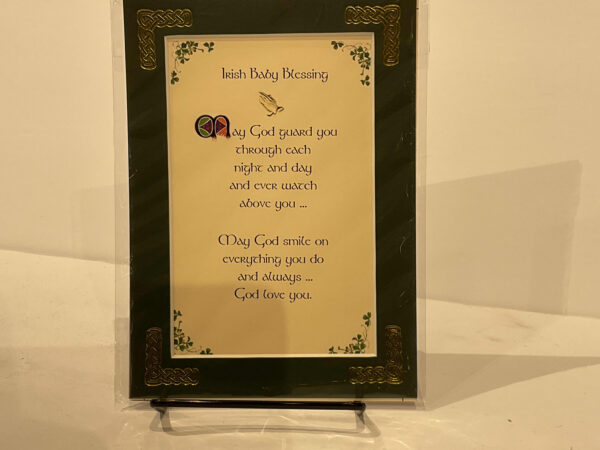 Irish Baby Blessing
May God guard you
through each
night and day
and ever watch
above you ...
May God smile on
everything you do
and always ...
God love you.